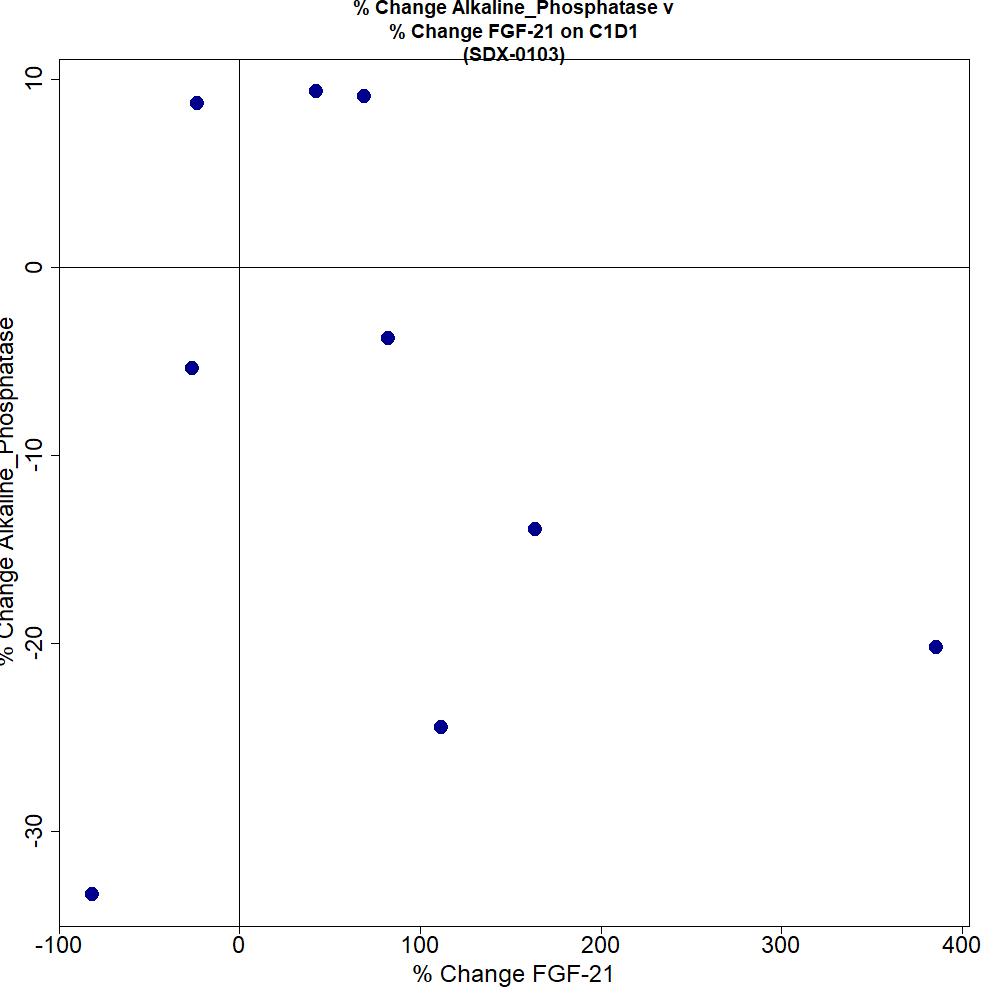 % Change Alkaline_Phosphatase v
% Change FGF-21 on C1D1
(SDX-0103)
10
0
-10
-20
-30
% Change Alkaline_Phosphatase
-100
0
100
200
300
400
% Change FGF-21